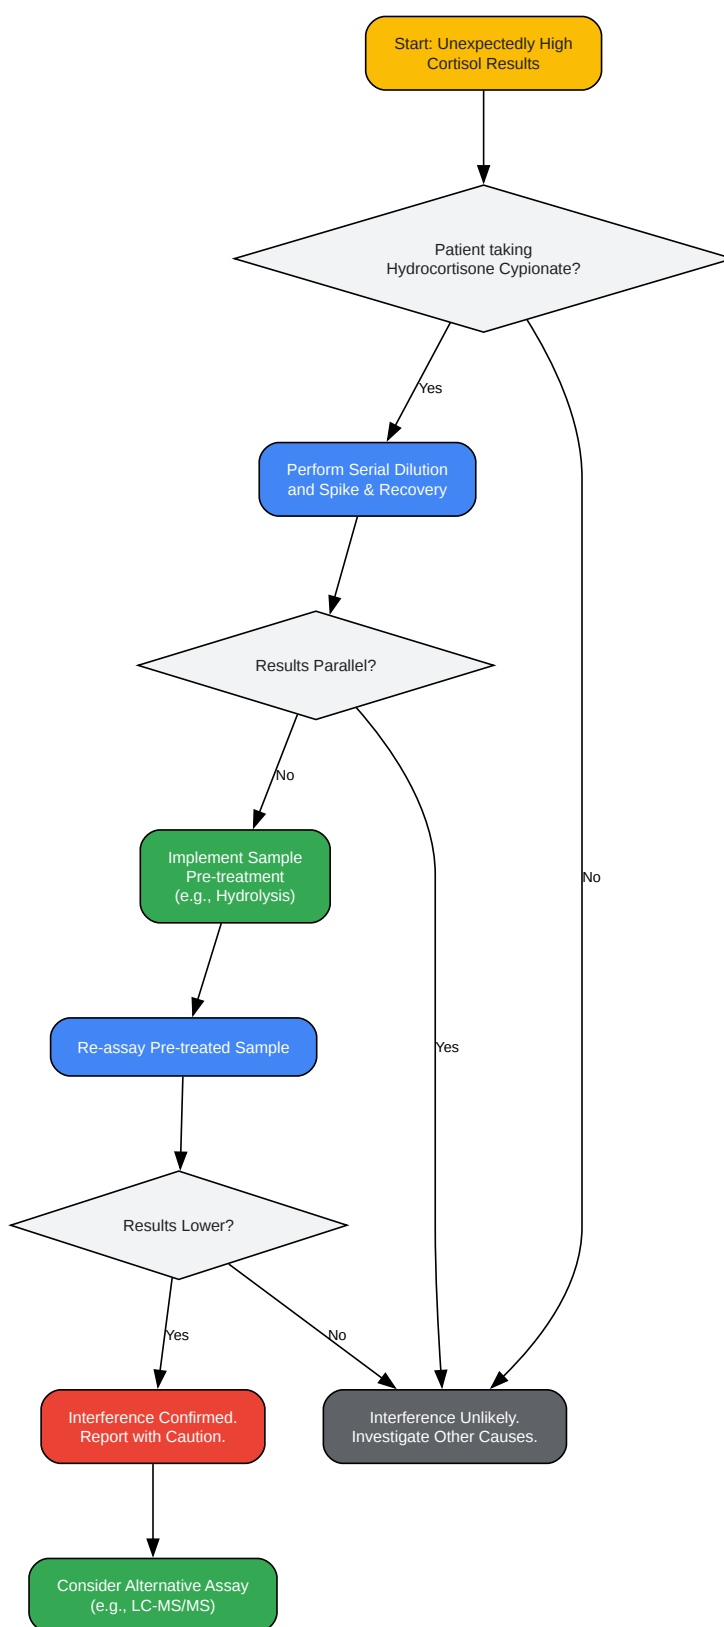 Start: Unexpectedly High
Cortisol Results
Patient taking
Hydrocortisone Cypionate?
Yes
Perform Serial Dilution
and Spike & Recovery
Results Parallel?
No
Implement Sample
Pre-treatment
(e.g., Hydrolysis)
No
Re-assay Pre-treated Sample
Yes
Results Lower?
Yes
No
Interference Confirmed.
Report with Caution.
Interference Unlikely.
Investigate Other Causes.
Consider Alternative Assay
(e.g., LC-MS/MS)